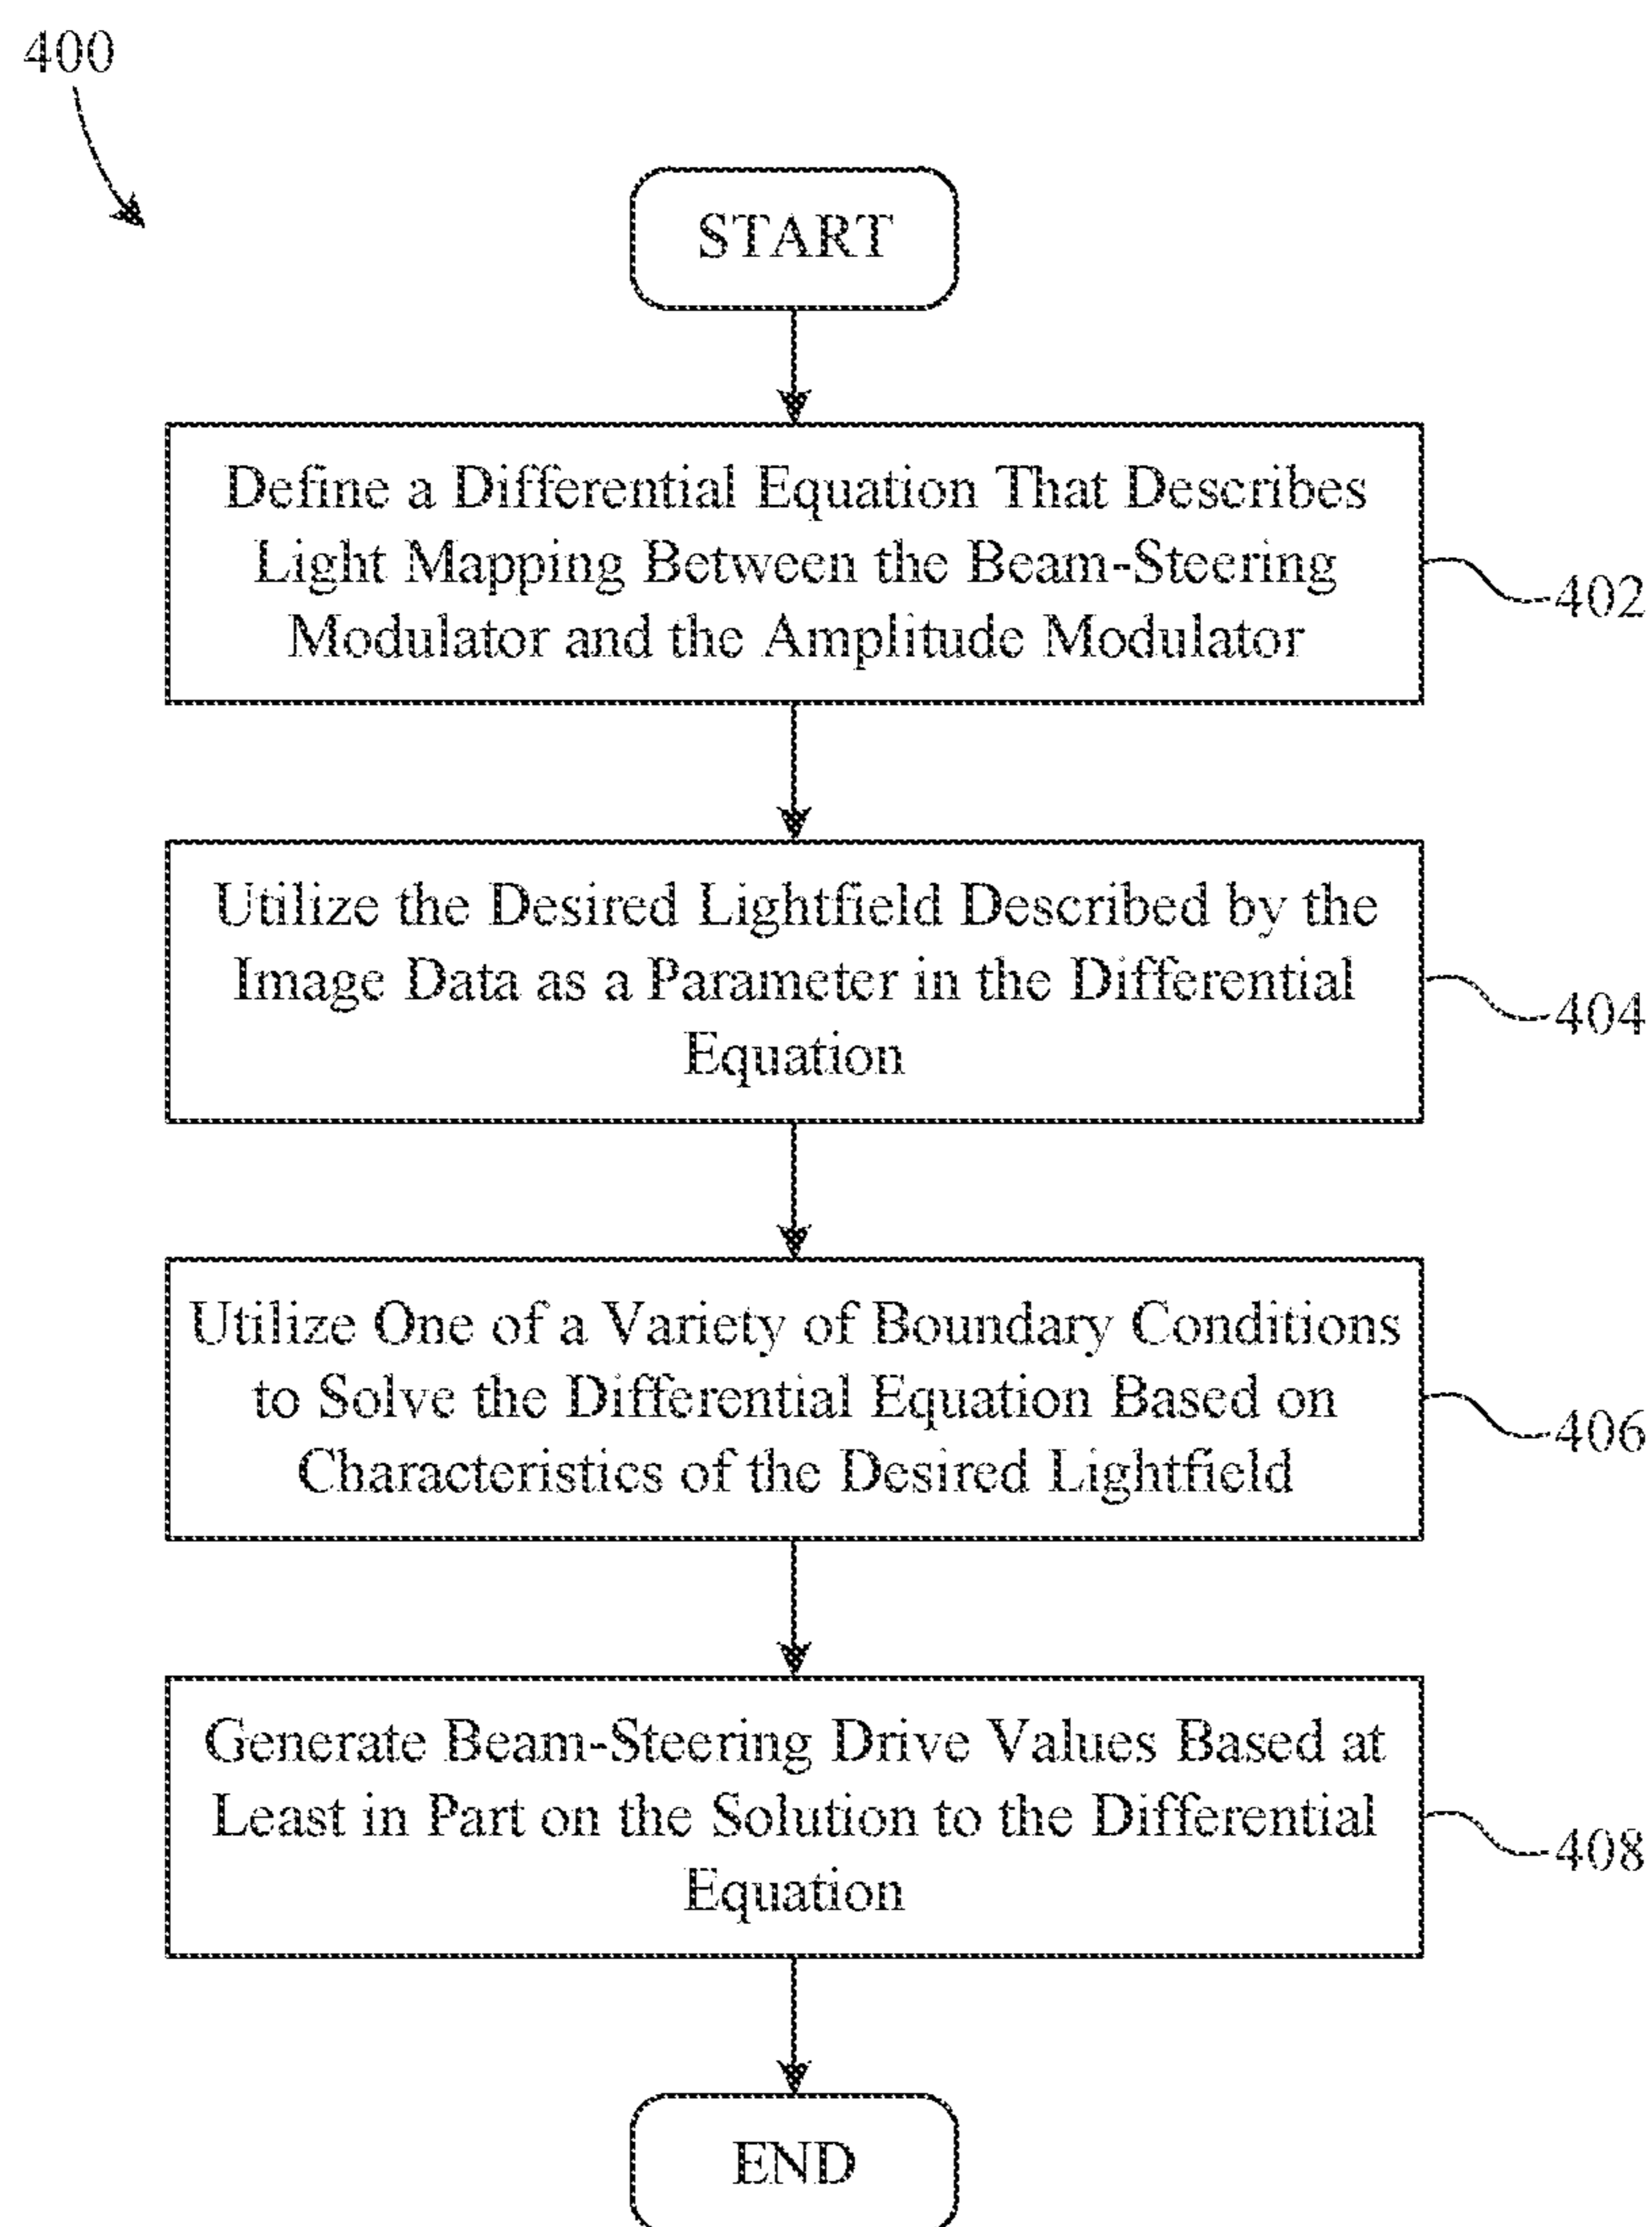 400
START
Define a Differential Equation That Describes
Light Mapping Between the Beam-Steering
Modulator and the Amplitude Modulator
402
Utilize the Desired Lightfield Described by the
Image Data as a Parameter in the Differential
Equation
404
Utilize One of a Variety of Boundary Conditions
to Solve the Differential Equation Based on
Characteristics of the Desired Lightfield
406
Generate Beam-Steering Drive Values Based at
Least in Part on the Solution to the Differential
Equation
408
END